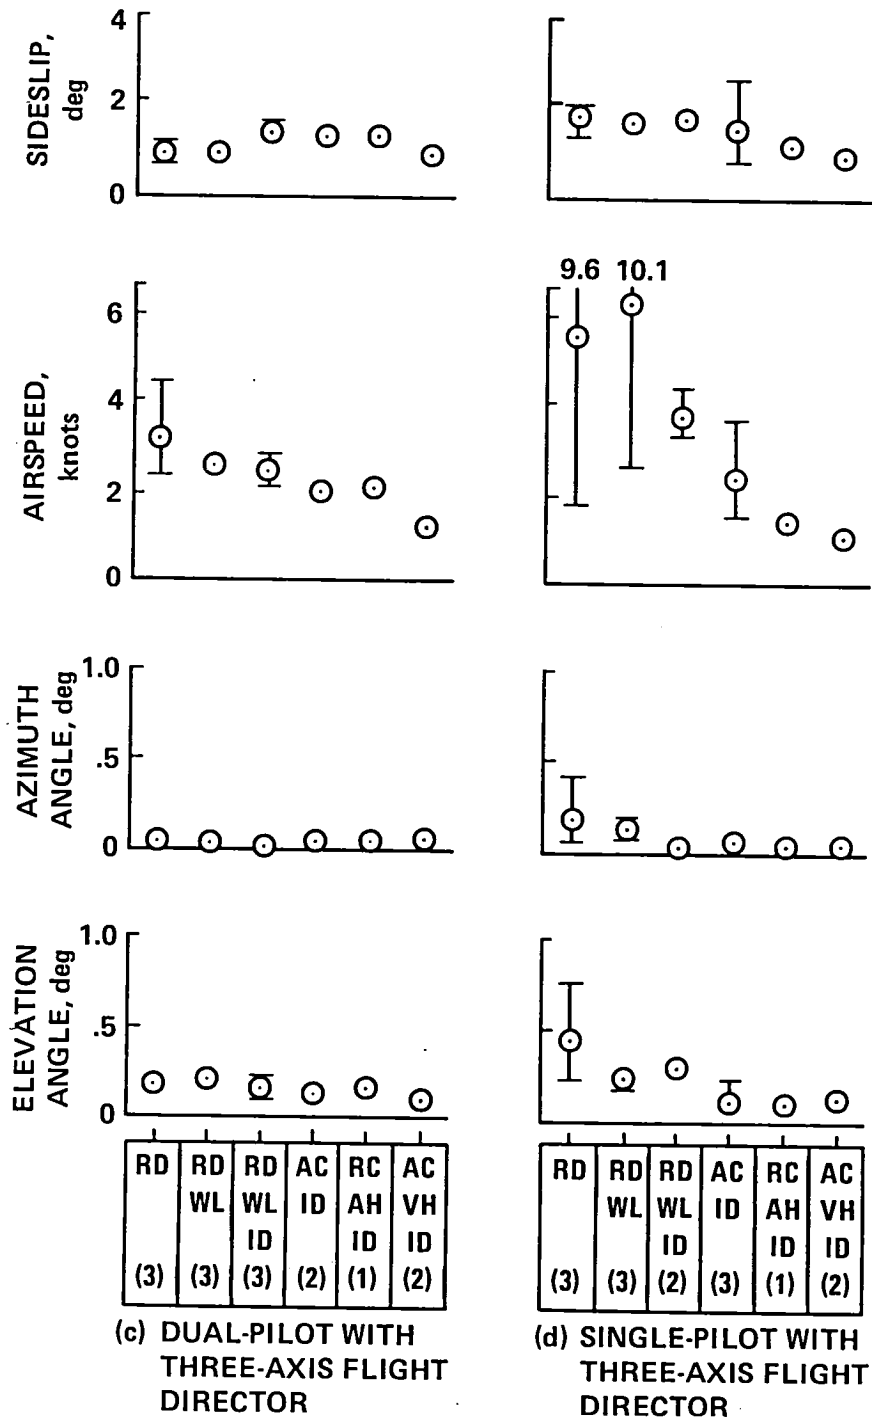 SIDESLIP,
deg
4
2
0
9.6 10.1
AIRSPEED,
knots
6
4
2
0
AZIMUTH
ANGLE, deg
1.0
.5
0
ELEVATION
ANGLE, deg
1.0
.5
0
RD RD RD AC RC AC
WL WL ID AH VH
ID ID ID
(3) (3) (3) (2) (1) (2)
RD RD RD AC RC AC
WL WL ID AH VH
ID ID ID
(3) (3) (2) (3) (1) (2)
(c) DUAL-PILOT WITH
THREE-AXIS FLIGHT
DIRECTOR
(d) SINGLE-PILOT WITH
THREE-AXIS FLIGHT
DIRECTOR